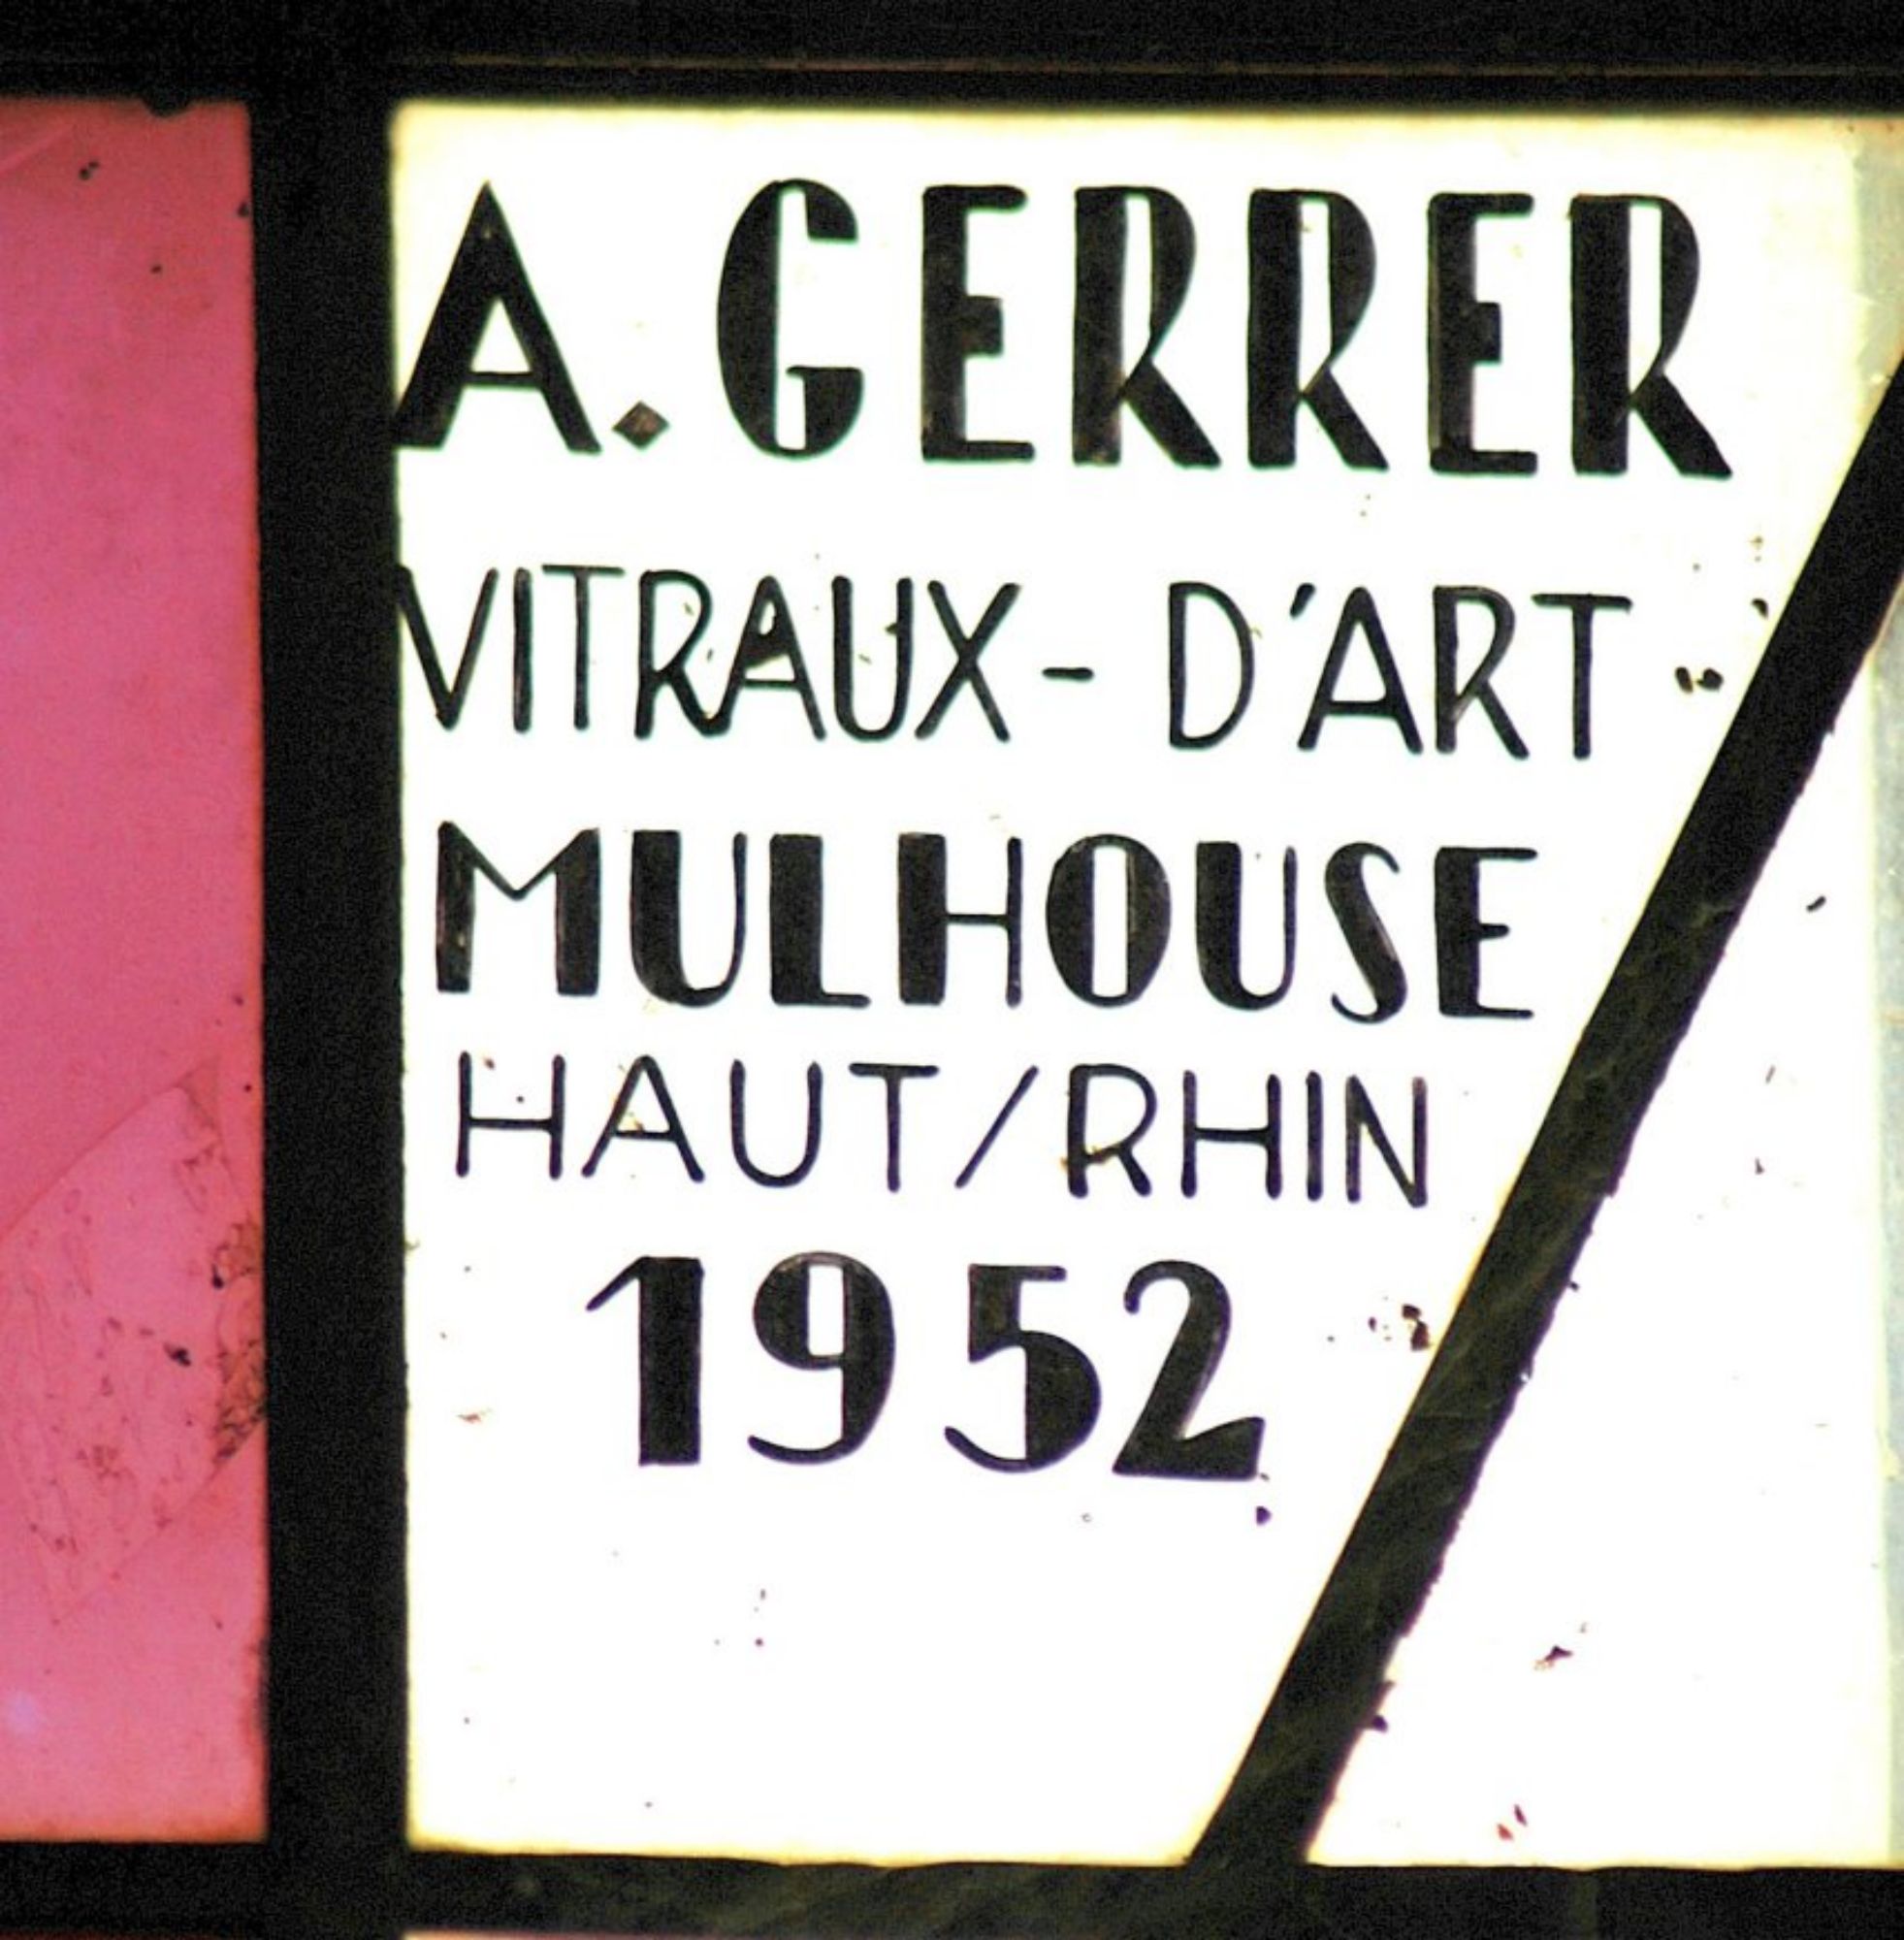 A. GERRER
VITRAUX - D'ART
MULHOUSE
HAUT/RHIN
1952